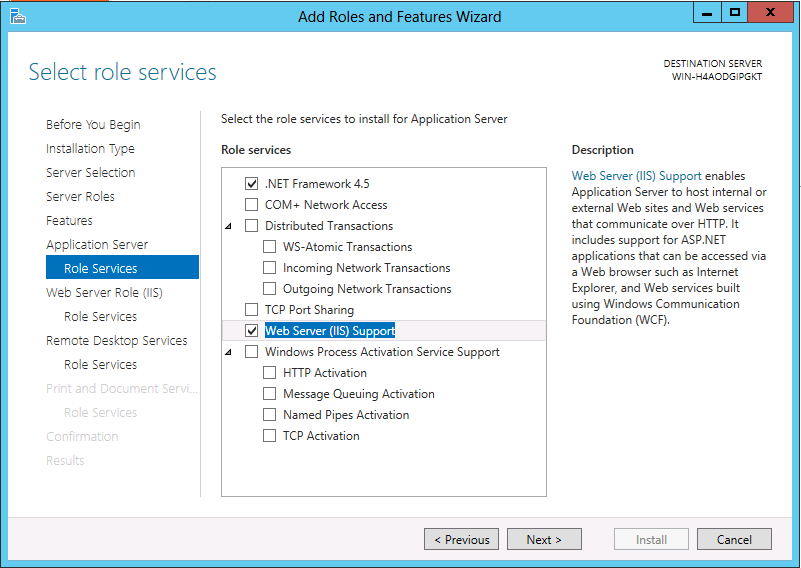 Add Roles and Features Wizard
Select role services
DESTINATION SERVER
WIN-H4AODGIPGKT
Before You Begin
Installation Type
Server Selection
Server Roles
Features
Application Server
Role Services
Web Server Role (IIS)
Role Services
Remote Desktop Services
Role Services
Print and Document Servi...
Role Services
Confirmation
Results
Select the role services to install for Application Server
Role services
.NET Framework 4.5
COM+ Network Access
Distributed Transactions
WS-Atomic Transactions
Incoming Network Transactions
Outgoing Network Transactions
TCP Port Sharing
Web Server (IIS) Support
Windows Process Activation Service Support
HTTP Activation
Message Queuing Activation
Named Pipes Activation
TCP Activation
Description
Web Server (IIS) Support enables
Application Server to host internal or
external Web sites and Web services
that communicate over HTTP. It
includes support for ASP.NET
applications that can be accessed via
a Web browser such as Internet
Explorer, and Web services built
using Windows Communication
Foundation (WCF).
< Previous
Next >
Install
Cancel